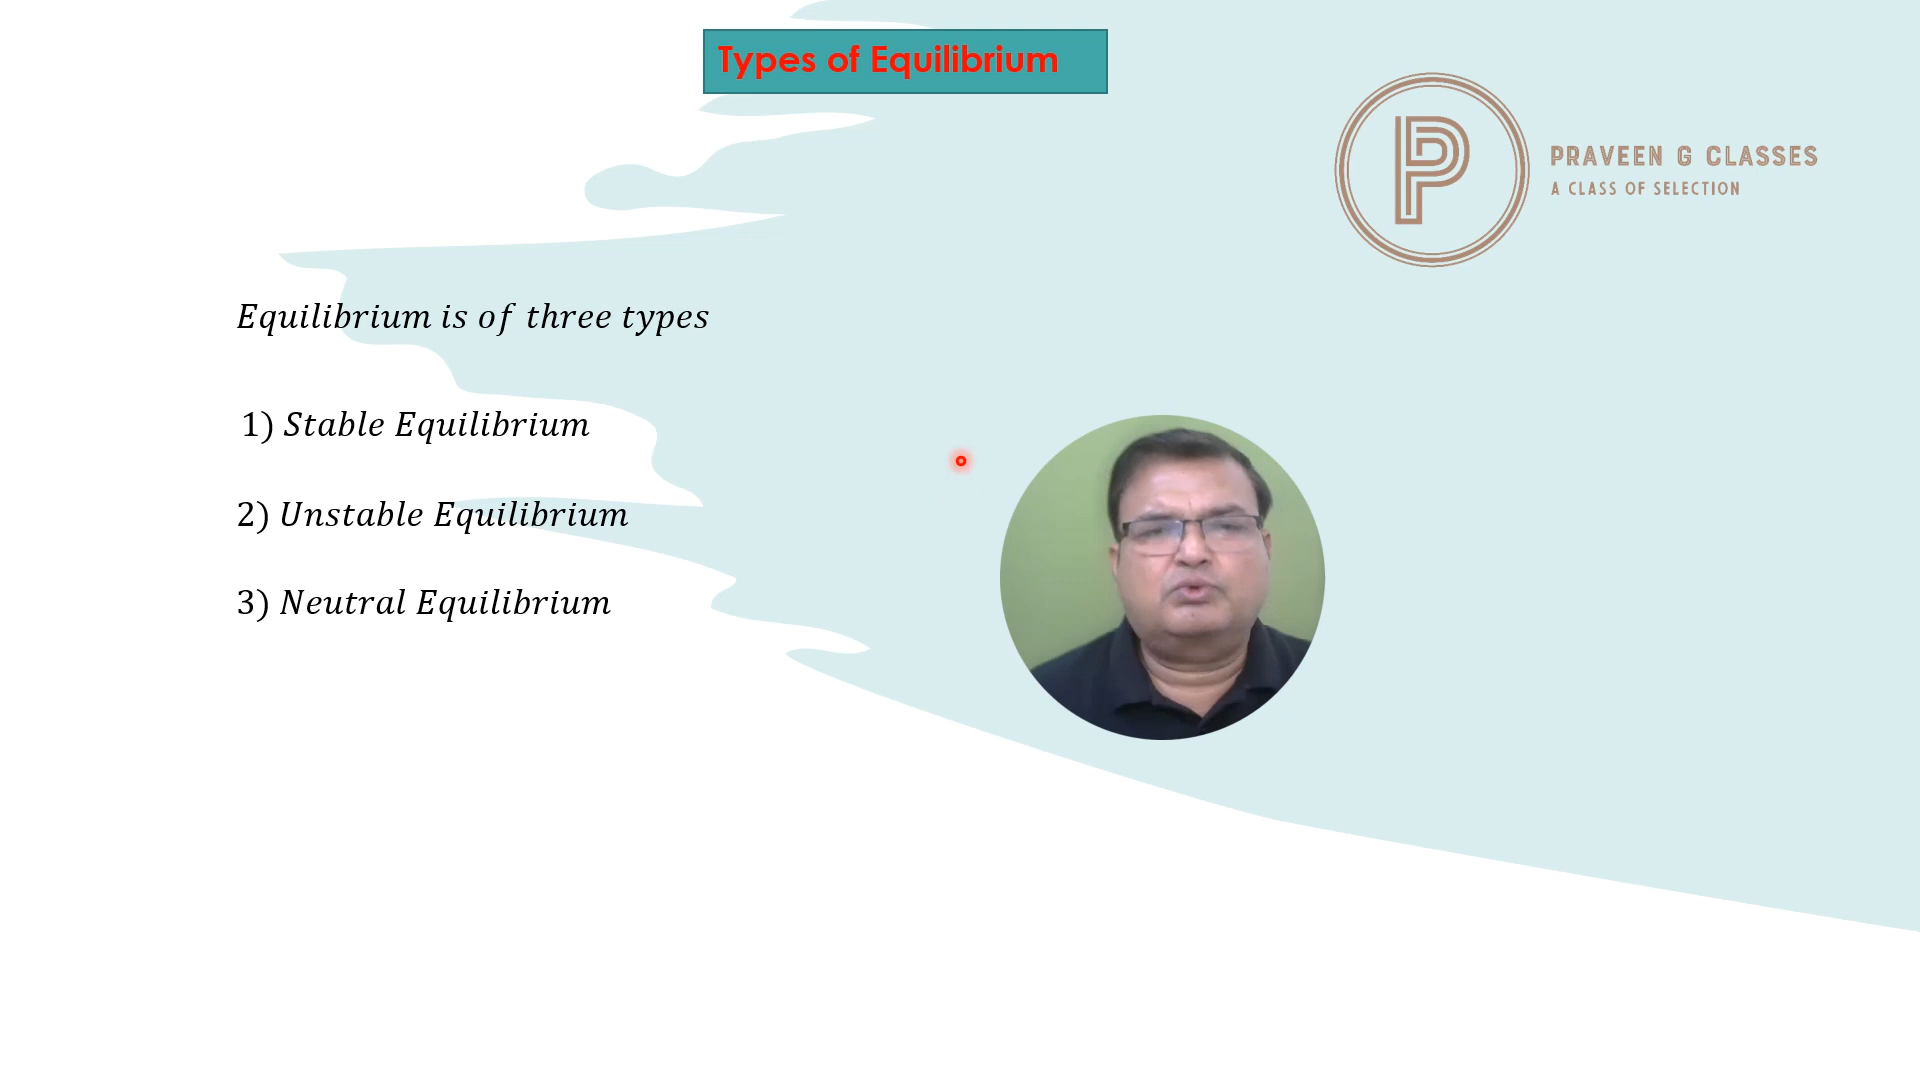 Types of Equilibrium
PRAVEEN G CLASSES
A CLASS OF SELECTION
Equilibrium is of three types
1) Stable Equilibrium
2) Unstable Equilibrium
3) Neutral Equilibrium